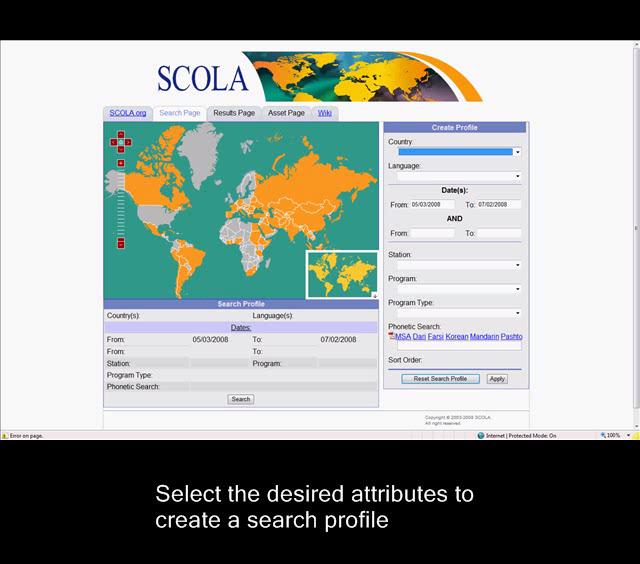 SCOLA
SCOLA.org Search Page Results Page Asset Page Wiki
Create Profile
Country:
Language:
Date(s):
From: 05/03/2008 To: 07/02/2008
AND
From: To:
Station:
Program:
Program Type:
Phonetic Search:
MSA Dari Farsi Korean Mandarin Pashto
Sort Order:
Reset Search Profile Apply
Search Profile
Country(s): Language(s):
Dates:
From: 05/03/2008 To: 07/02/2008
From: To:
Station: Program:
Program Type:
Phonetic Search:
Search
Copyright © 2003-2008 SCOLA.
All right reserved.
Error on page. Internet | Protected Mode: On 100%
Select the desired attributes to
create a search profile